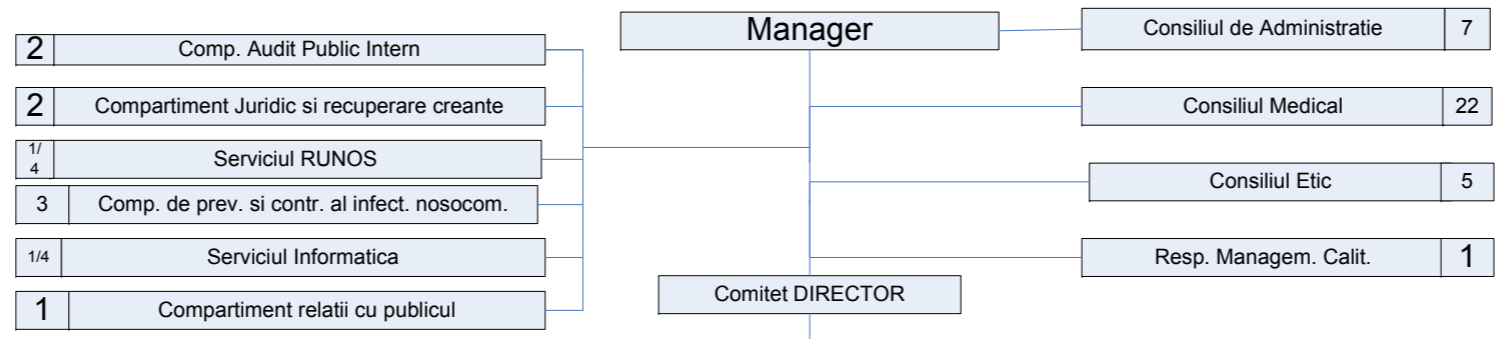 Manager
Consiliul de Administratie 7
2 Comp. Audit Public Intern
2 Compartiment Juridic si recuperare creante
Consiliul Medical 22
1/
4 Serviciul RUNOS
Consiliul Etic 5
3 Comp. de prev. si contr. al infect. nosocom.
1/4 Serviciul Informatica
Resp. Managem. Calit. 1
Comitet DIRECTOR
1 Compartiment relatii cu publicul